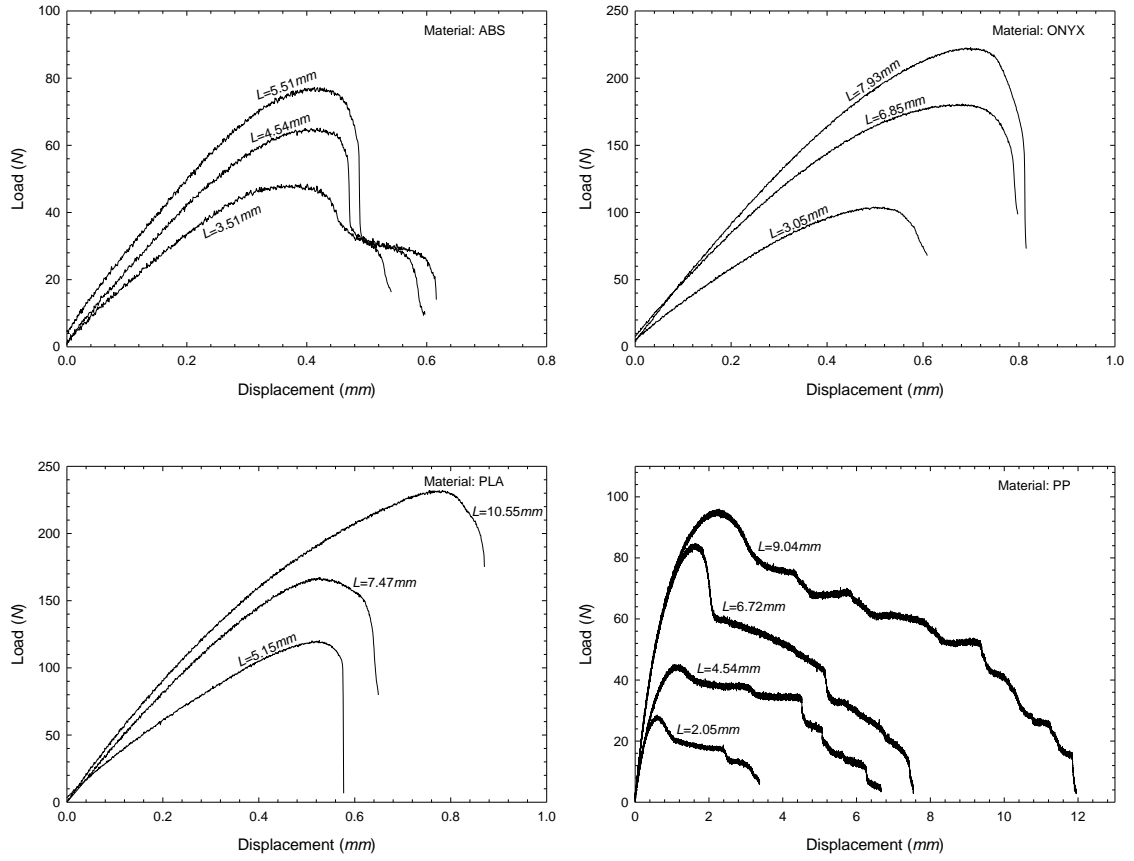 Material: ABS
100
80
60
40
20
0
Load (N)
L=5.51mm
L=4.54mm
L=3.51mm
0.0 0.2 0.4 0.6 0.8
Displacement (mm)
Material: ONYX
250
200
150
100
50
0
Load (N)
L=7.93mm
L=6.85mm
L=3.05mm
0.0 0.2 0.4 0.6 0.8 1.0
Displacement (mm)
Material: PLA
250
200
150
100
50
0
Load (N)
L=10.55mm
L=7.47mm
L=5.15mm
0.0 0.2 0.4 0.6 0.8 1.0
Displacement (mm)
Material: PP
100
80
60
40
20
0
Load (N)
L=9.04mm
L=6.72mm
L=4.54mm
L=2.05mm
0 2 4 6 8 10 12
Displacement (mm)